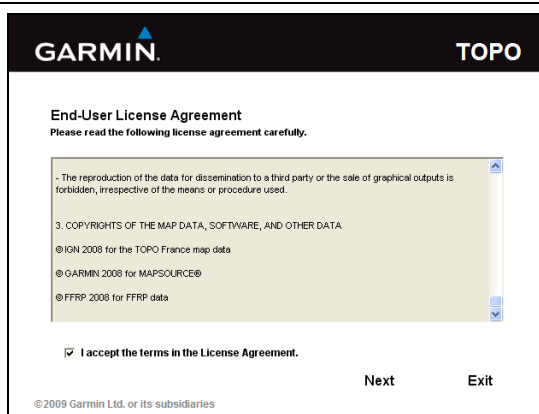 GARMIN.
TOPO
End-User License Agreement
Please read the following license agreement carefully.
- The reproduction of the data for dissemination to a third party or the sale of graphical outputs is
forbidden, irrespective of the means or procedure used.
3. COPYRIGHTS OF THE MAP DATA, SOFTWARE, AND OTHER DATA
©IGN 2008 for the TOPO France map data
© GARMIN 2008 for MAPSOURCE®
© FFRP 2008 for FFRP data
I accept the terms in the License Agreement.
Next Exit
©2009 Garmin Ltd. or its subsidiaries